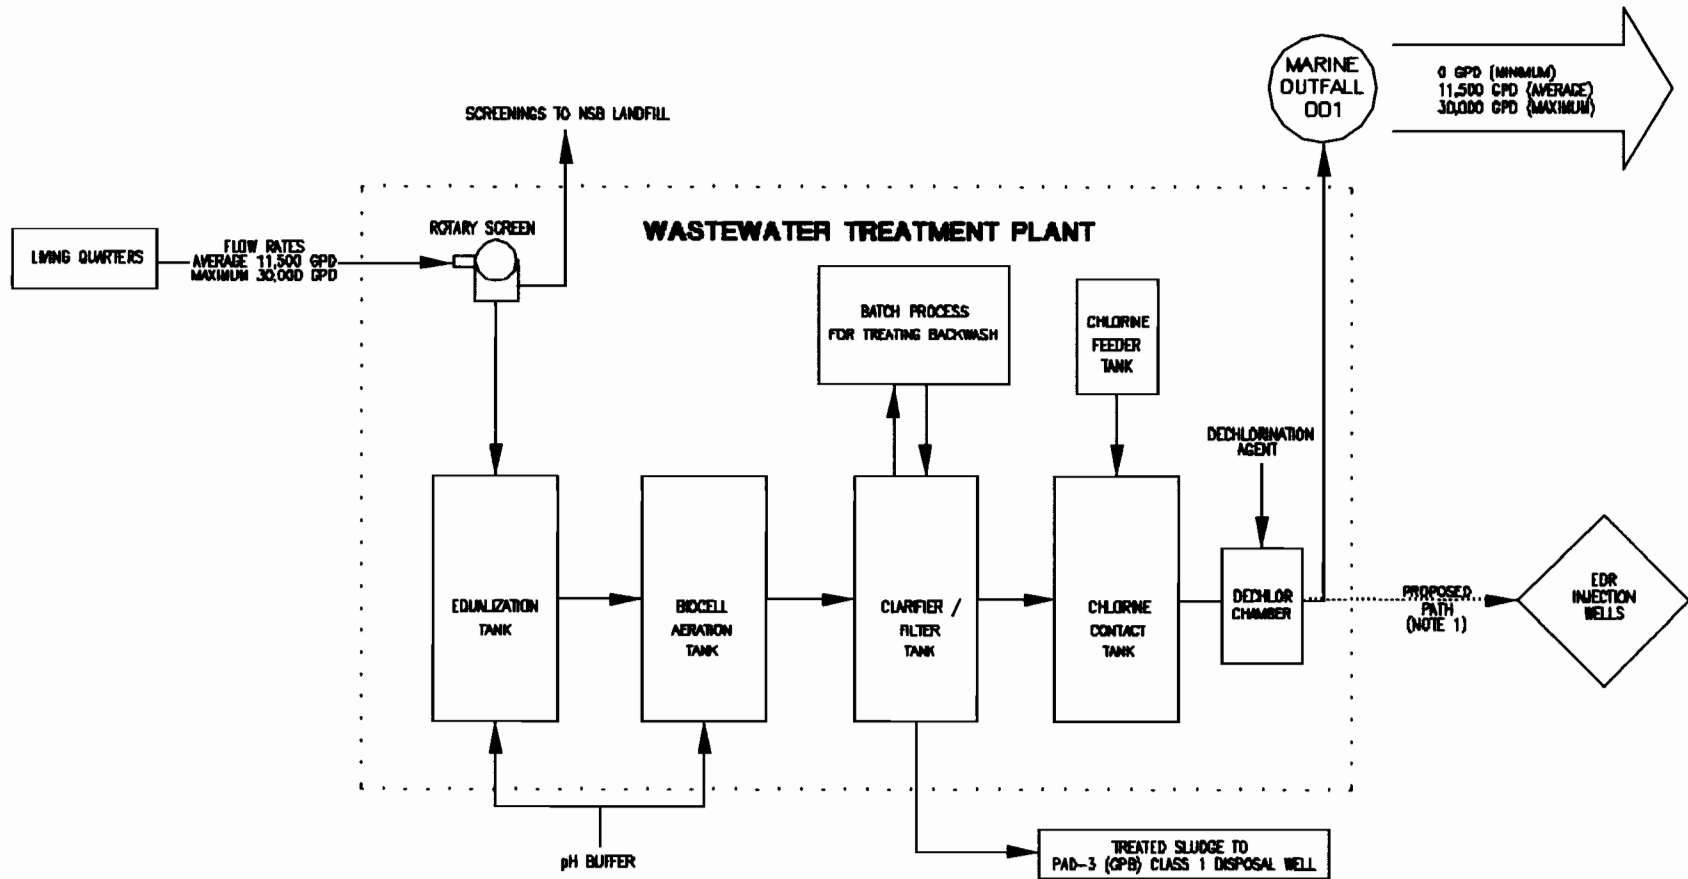 MARINE
OUTFALL
001
0 GPD (MINIMUM)
11,500 GPD (AVERAGE)
30,000 GPD (MAXIMUM)
SCREENINGS TO NSB LANDFILL
ROTARY SCREEN
WASTEWATER TREATMENT PLANT
LIVING QUARTERS
FLOW RATES
AVERAGE 11,500 GPD
MAXIMUM 30,000 GPD
BATCH PROCESS
FOR TREATING BACKWASH
CHLORINE
FEEDER
TANK
DECHLORINATION
AGENT
EQUALIZATION
TANK
BIOCELL
AERATION
TANK
CLARIFIER /
FILTER
TANK
CHLORINE
CONTACT
TANK
DECHLOR
CHAMBER
PROPOSED
PATH
(NOTE 1)
EOR
INJECTION
WELLS
pH BUFFER
TREATED SLUDGE TO
PAD-3 (GPB) CLASS 1 DISPOSAL WELL